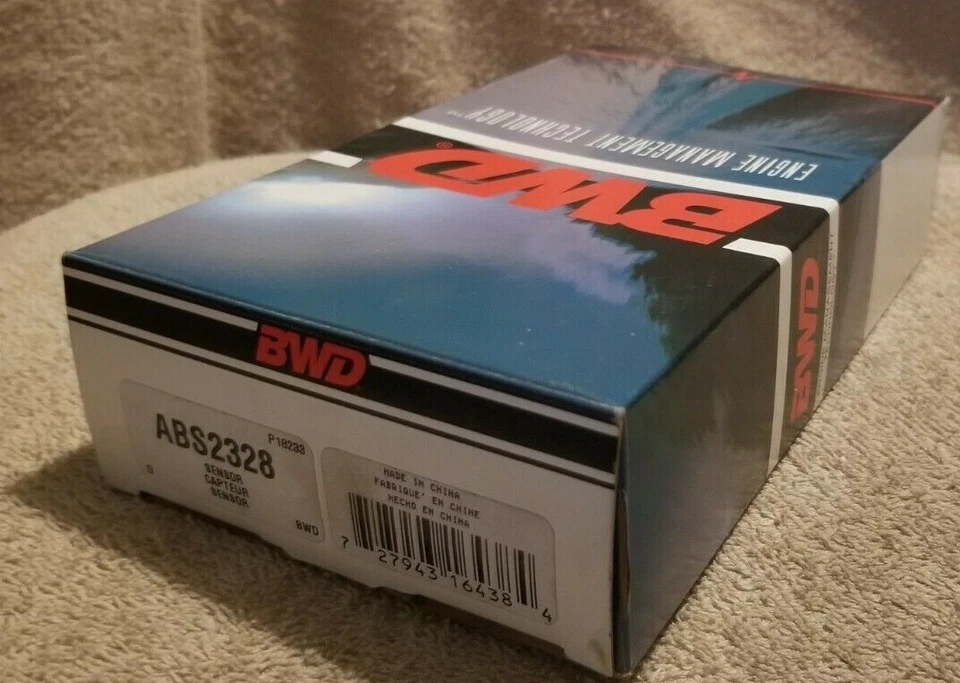 ENGINE MANAGEMENT TECHNOLOGY™
BWD®
BWD
BWD
ABS2328
P18233
SENSOR
CAPTEUR
SENSOR
S
BWD
MADE IN CHINA
FABRIQUE' EN CHINE
HECHO EN CHINA
7 27943 16438 4